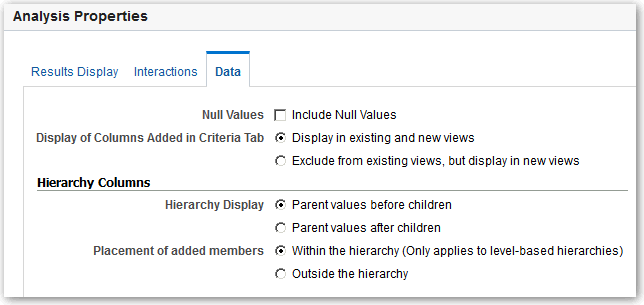 Analysis Properties
Results Display Interactions Data
Null Values Include Null Values
Display of Columns Added in Criteria Tab Display in existing and new views
Exclude from existing views, but display in new views
Hierarchy Columns
Hierarchy Display Parent values before children
Parent values after children
Placement of added members Within the hierarchy (Only applies to level-based hierarchies)
Outside the hierarchy